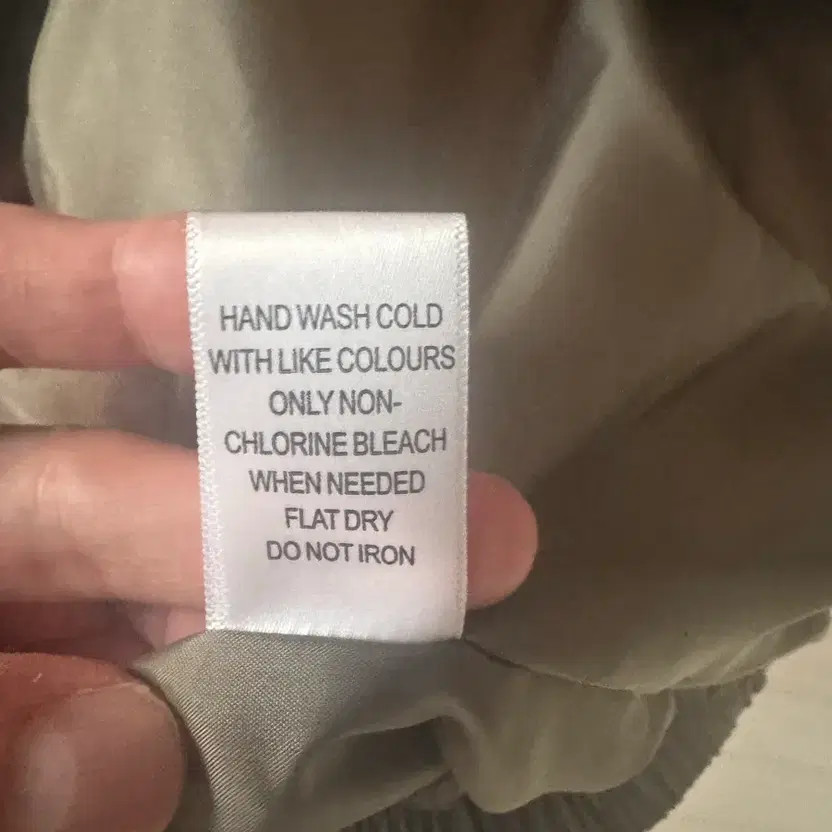 HAND WASH COLD
WITH LIKE COLOURS
ONLY NON-
CHLORINE BLEACH
WHEN NEEDED
FLAT DRY
DO NOT IRON